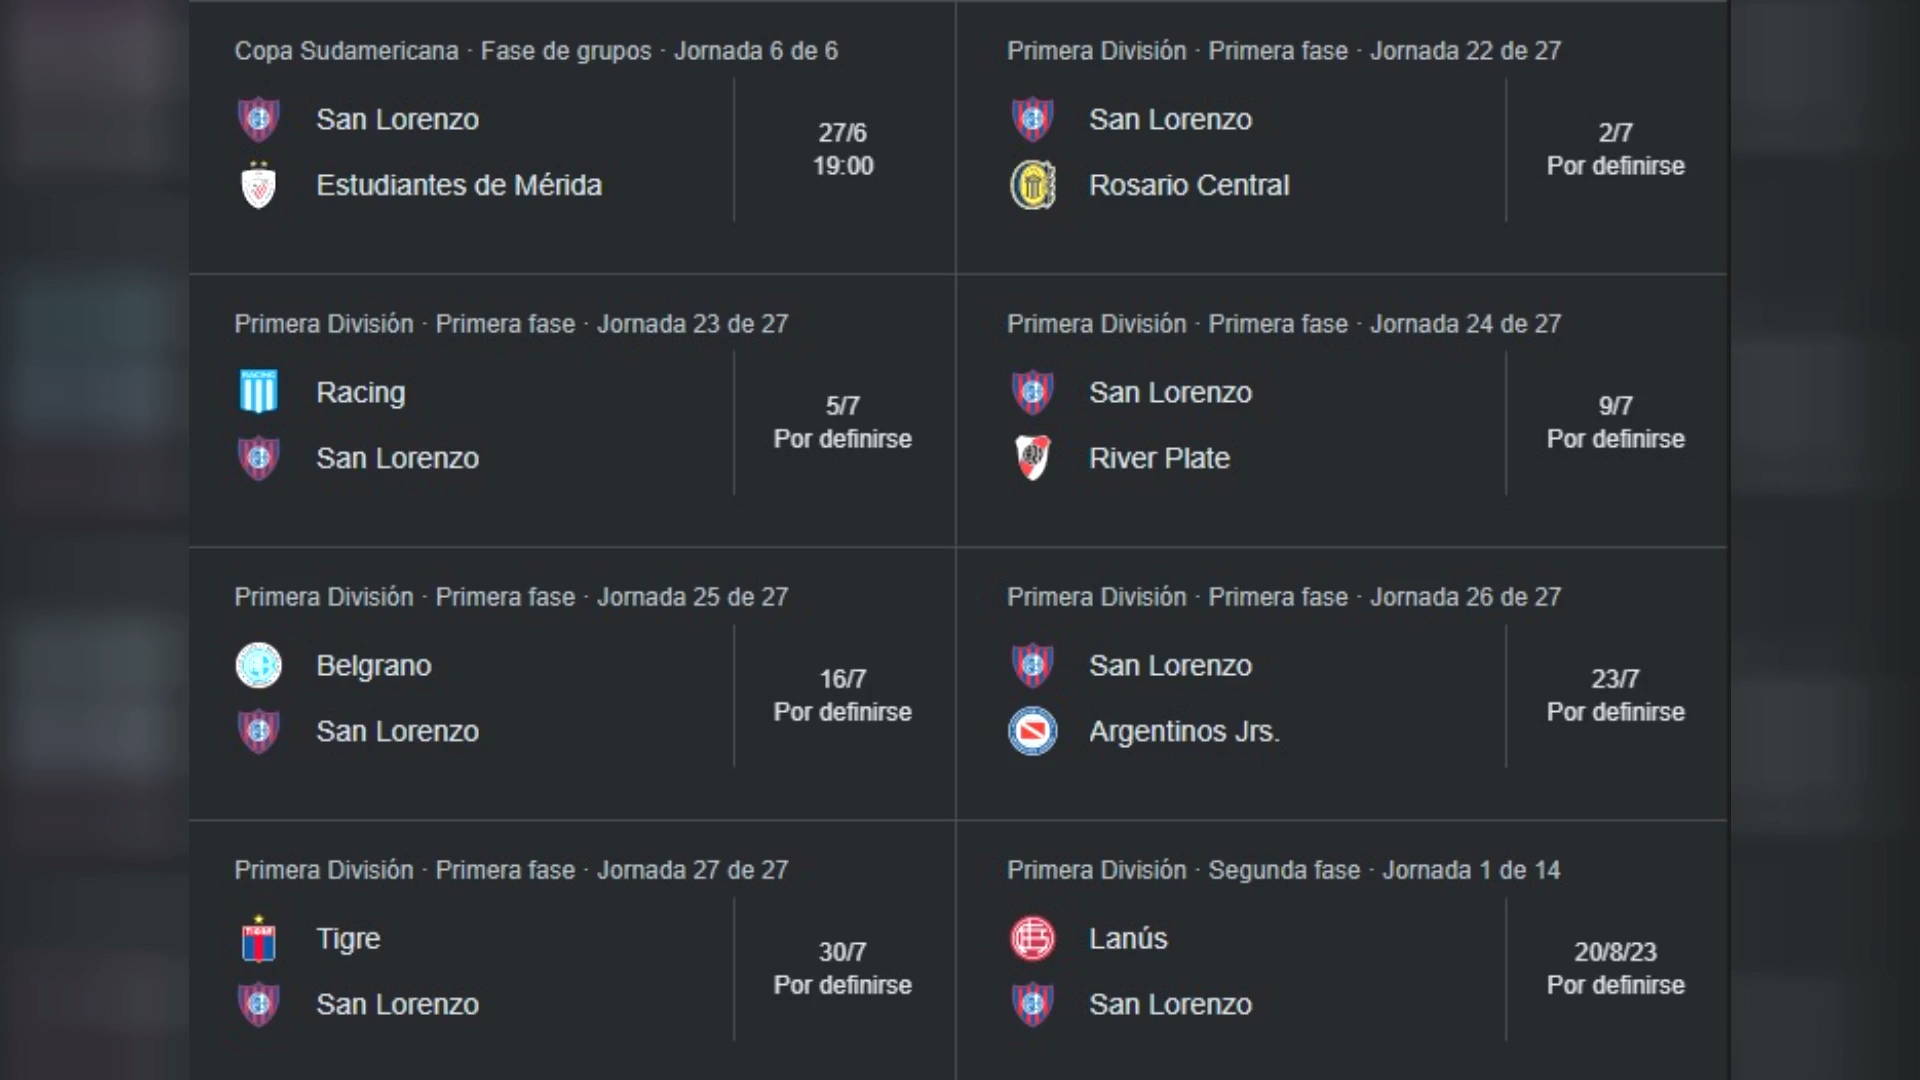 Copa Sudamericana · Fase de grupos · Jornada 6 de 6
San Lorenzo
Estudiantes de Mérida
27/6
19:00
Primera División · Primera fase · Jornada 22 de 27
San Lorenzo
Rosario Central
2/7
Por definirse
Primera División · Primera fase · Jornada 23 de 27
RACING
Racing
San Lorenzo
5/7
Por definirse
Primera División · Primera fase · Jornada 24 de 27
San Lorenzo
River Plate
9/7
Por definirse
Primera División · Primera fase · Jornada 25 de 27
Belgrano
San Lorenzo
16/7
Por definirse
Primera División · Primera fase · Jornada 26 de 27
San Lorenzo
Argentinos Jrs.
23/7
Por definirse
Primera División · Primera fase · Jornada 27 de 27
TIGRE
Tigre
San Lorenzo
30/7
Por definirse
Primera División · Segunda fase · Jornada 1 de 14
Lanús
San Lorenzo
20/8/23
Por definirse